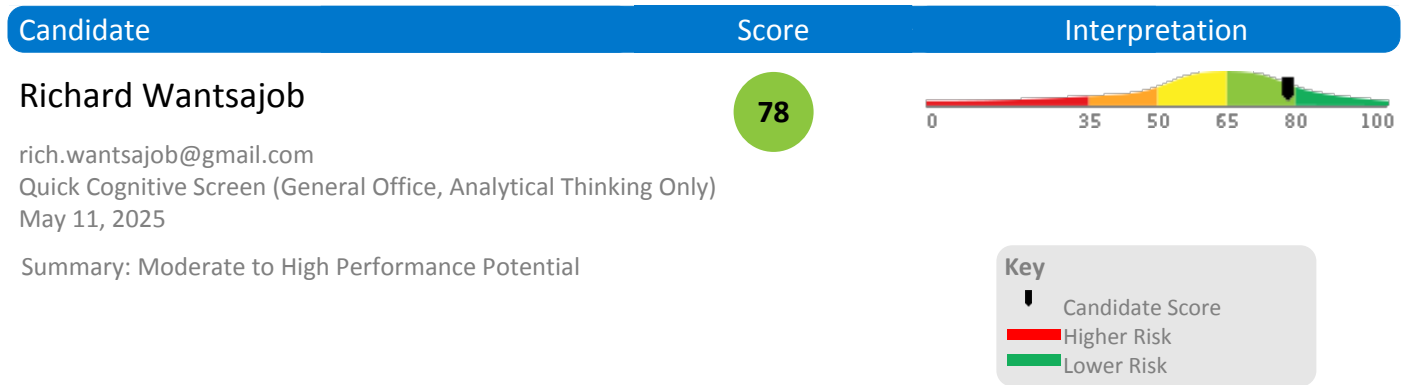 Candidate Score Interpretation
Richard Wantsajob
78
0 35 50 65 80 100
rich.wantsajob@gmail.com
Quick Cognitive Screen (General Office, Analytical Thinking Only)
May 11, 2025
Summary: Moderate to High Performance Potential
Key
Candidate Score
Higher Risk
Lower Risk